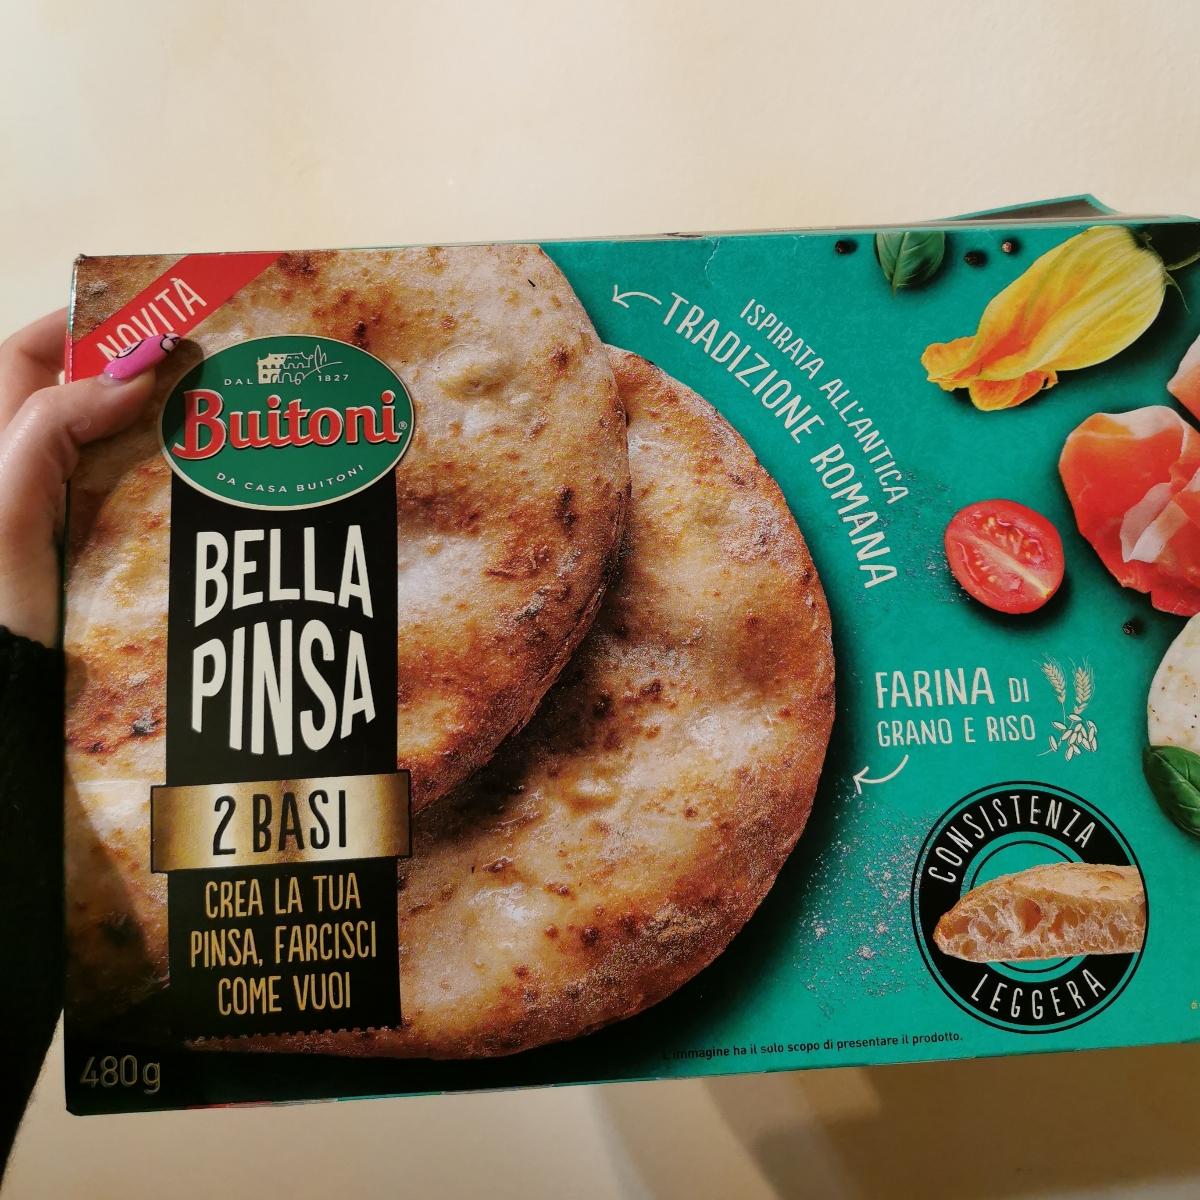 NOVITÀ
DAL 1827
Buitoni®
DA CASA BUITONI
BELLA
PINSA
2 BASI
CREA LA TUA
PINSA, FARCISCI
COME VUOI
480g
ISPIRATA ALL'ANTICA
TRADIZIONE ROMANA
FARINA DI
GRANO E RISO
CONSISTENZA
LEGGERA
L'immagine ha il solo scopo di presentare il prodotto.